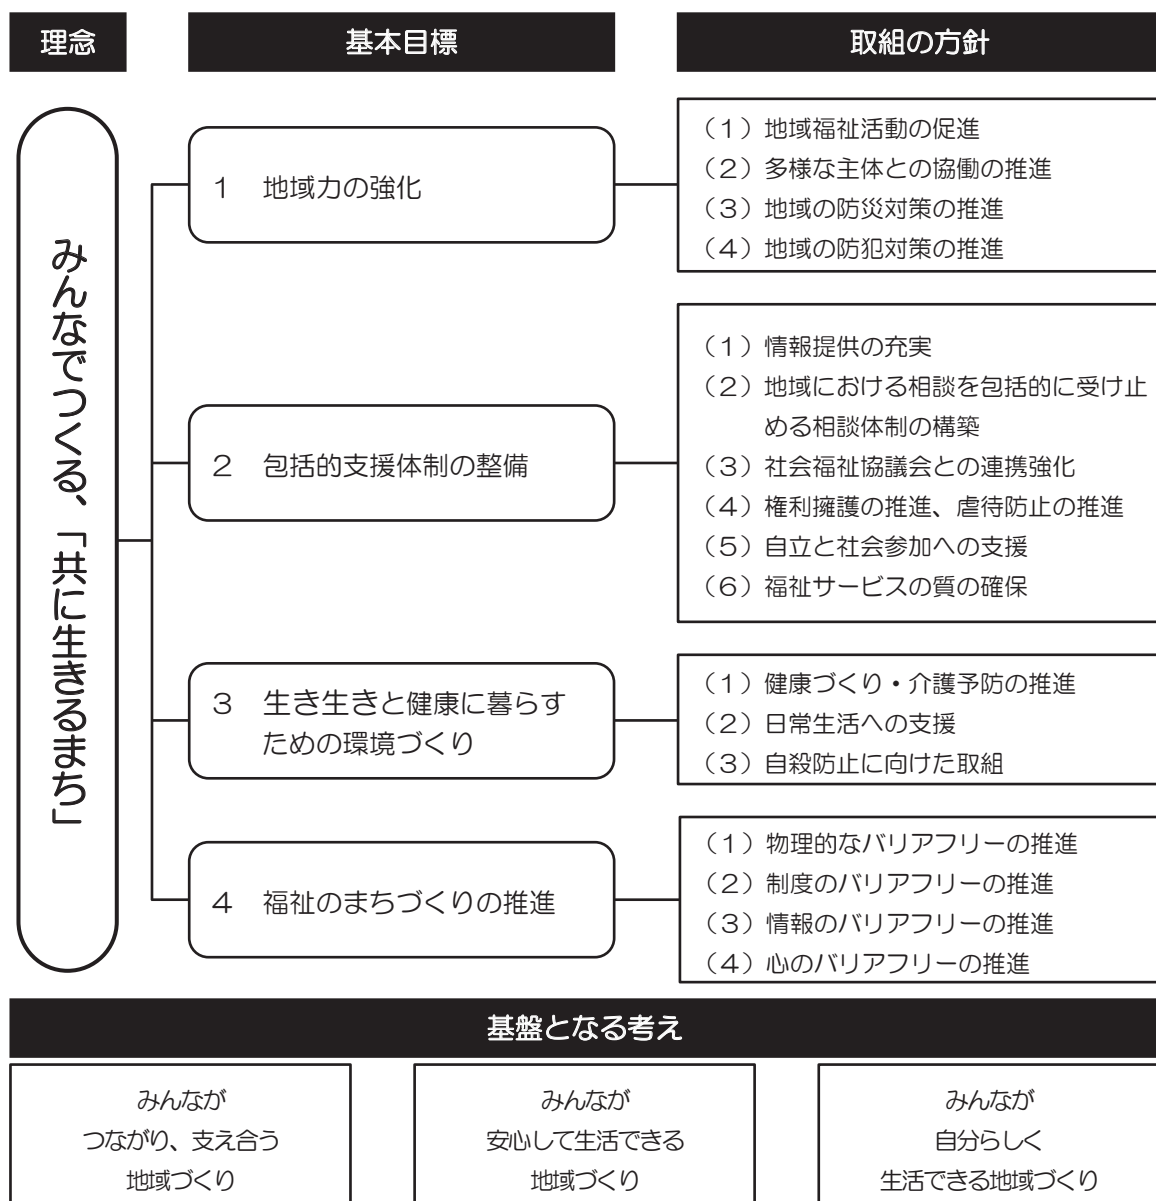 理念
基本目標
取組の方針
みんなでつくる、「共に生きるまち」
1 地域力の強化
(1)地域福祉活動の促進
(2)多様な主体との協働の推進
(3)地域の防災対策の推進
(4)地域の防犯対策の推進
2 包括的支援体制の整備
(1)情報提供の充実
(2)地域における相談を包括的に受け止
める相談体制の構築
(3)社会福祉協議会との連携強化
(4)権利擁護の推進、虐待防止の推進
(5)自立と社会参加への支援
(6)福祉サービスの質の確保
3 生き生きと健康に暮らす
ための環境づくり
(1)健康づくり・介護予防の推進
(2)日常生活への支援
(3)自殺防止に向けた取組
4 福祉のまちづくりの推進
(1)物理的なバリアフリーの推進
(2)制度のバリアフリーの推進
(3)情報のバリアフリーの推進
(4)心のバリアフリーの推進
基盤となる考え
みんなが
つながり、支え合う
地域づくり
みんなが
安心して生活できる
地域づくり
みんなが
自分らしく
生活できる地域づくり